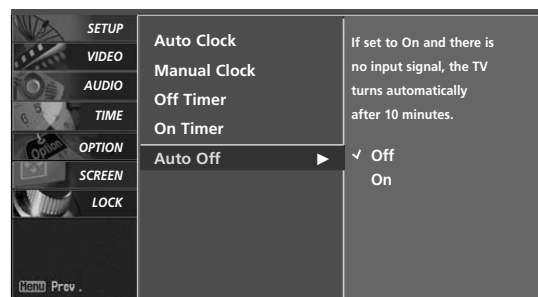 SETUP
VIDEO
AUDIO
TIME
OPTION
SCREEN
LOCK
Menu Prev.
Auto Clock
Manual Clock
Off Timer
On Timer
Auto Off ►
If set to On and there is
no input signal, the TV
turns automatically
after 10 minutes.
✓ Off
On